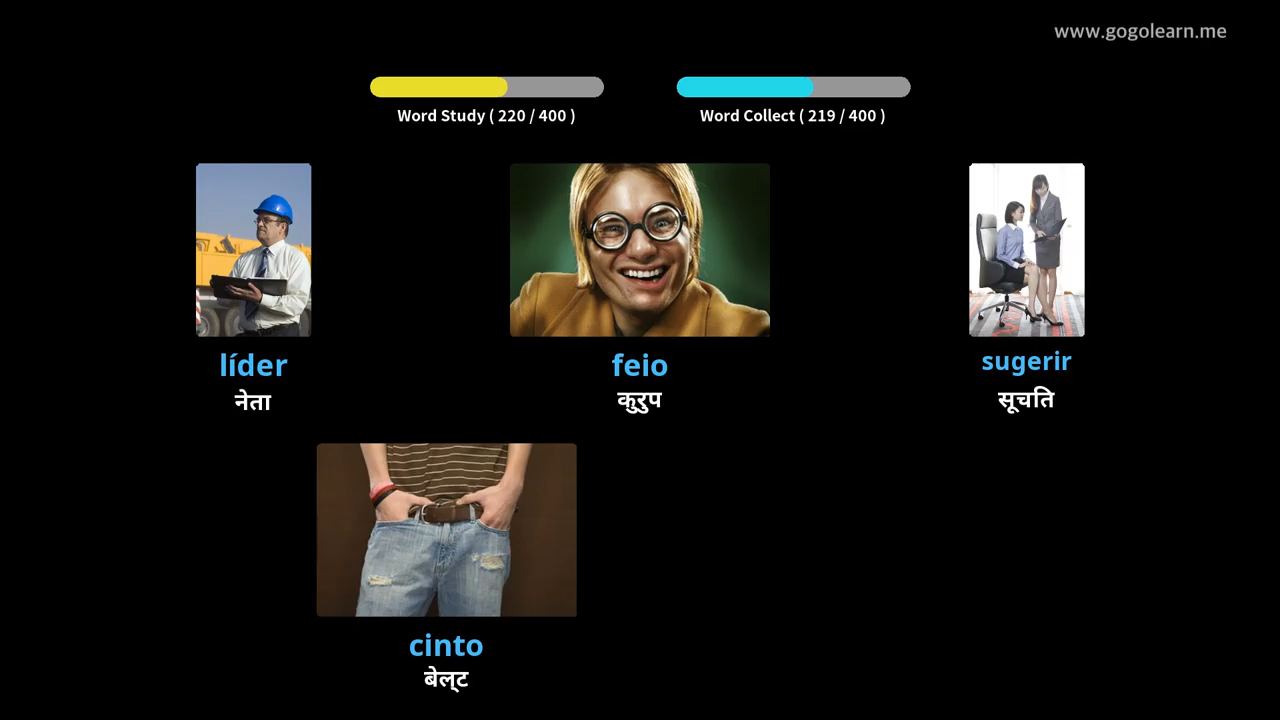 www.gogolearn.me
Word Study ( 220 / 400 )
Word Collect ( 219 / 400 )
líder
नेता
feio
कुरुप
sugerir
सूचति
cinto
बेल्ट